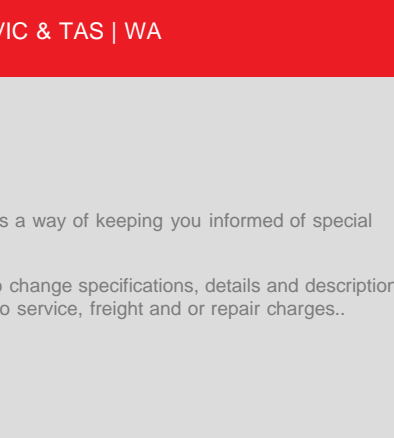 VIC & TAS | WA
s a way of keeping you informed of special
change specifications, details and description
o service, freight and or repair charges..